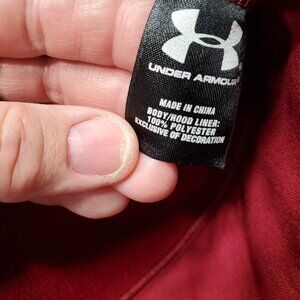 UNDER ARMOUR
MADE IN CHINA
BODY/HOOD LINER:
100% POLYESTER
EXCLUSIVE OF DECORATION